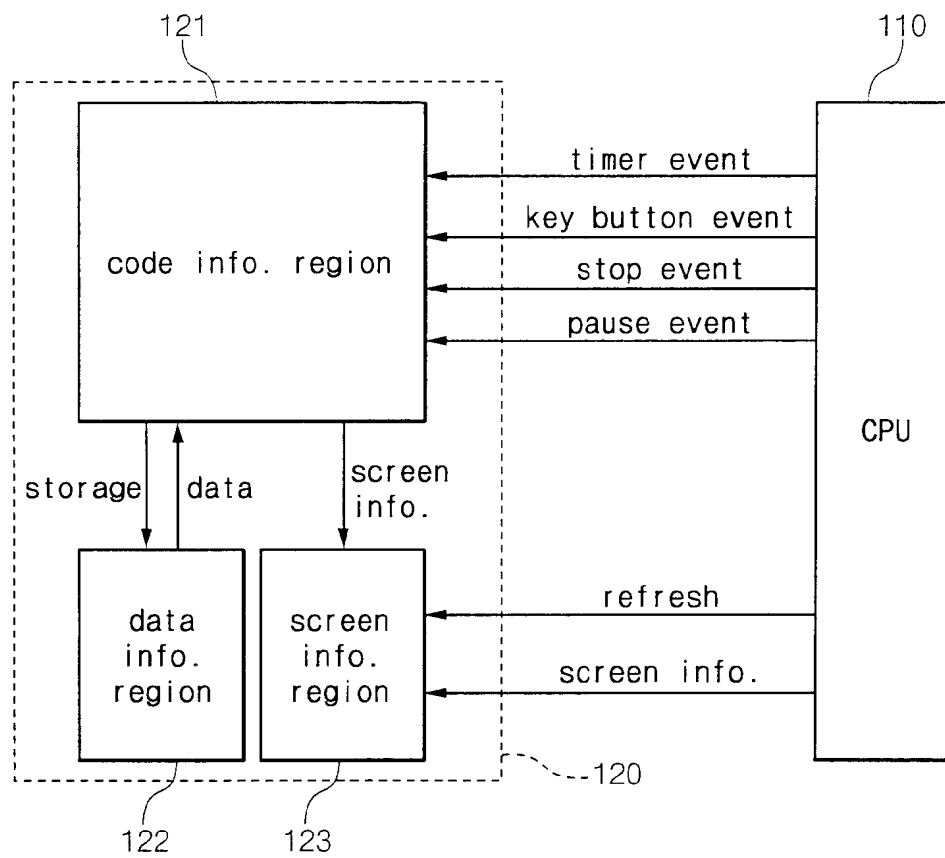 121
110
timer event
key button event
stop event
pause event
code info. region
CPU
storage
data
screen
info.
data
info.
region
screen
info.
region
refresh
screen info.
120
122
123